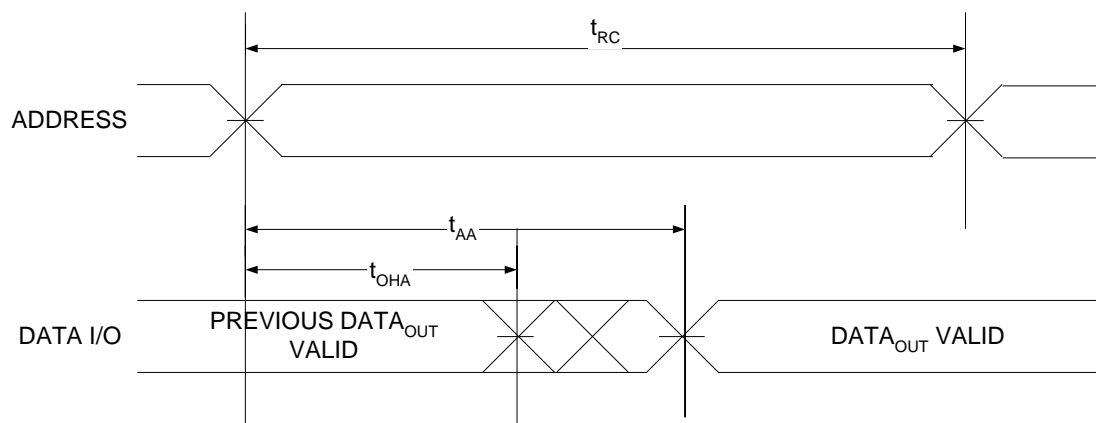 tRC
ADDRESS
tAA
tOHA
DATA I/O
PREVIOUS DATAOUT
VALID
DATAOUT VALID